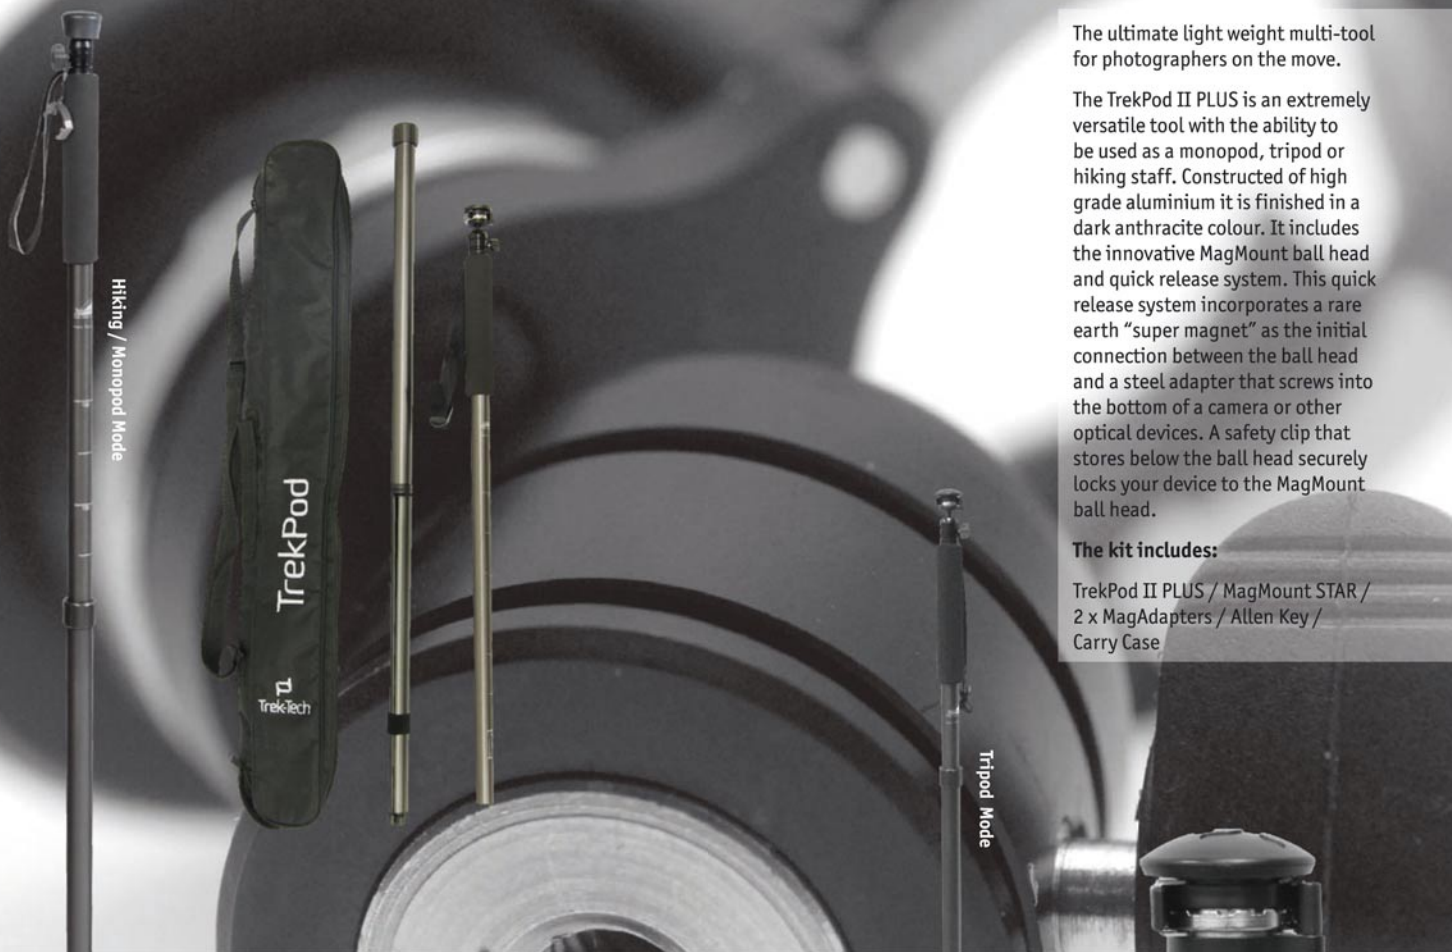 The ultimate light weight multi-tool
for photographers on the move.
The TrekPod II PLUS is an extremely
versatile tool with the ability to
be used as a monopod, tripod or
hiking staff. Constructed of high
grade aluminium it is finished in a
dark anthracite colour. It includes
the innovative MagMount ball head
and quick release system. This quick
release system incorporates a rare
earth “super magnet” as the initial
connection between the ball head
and a steel adapter that screws into
the bottom of a camera or other
optical devices. A safety clip that
stores below the ball head securely
locks your device to the MagMount
ball head.
The kit includes:
TrekPod II PLUS / MagMount STAR /
2 x MagAdapters / Allen Key /
Carry Case
Hiking / Monopod Mode
TrekPod
Trek-Tech
Tripod Mode